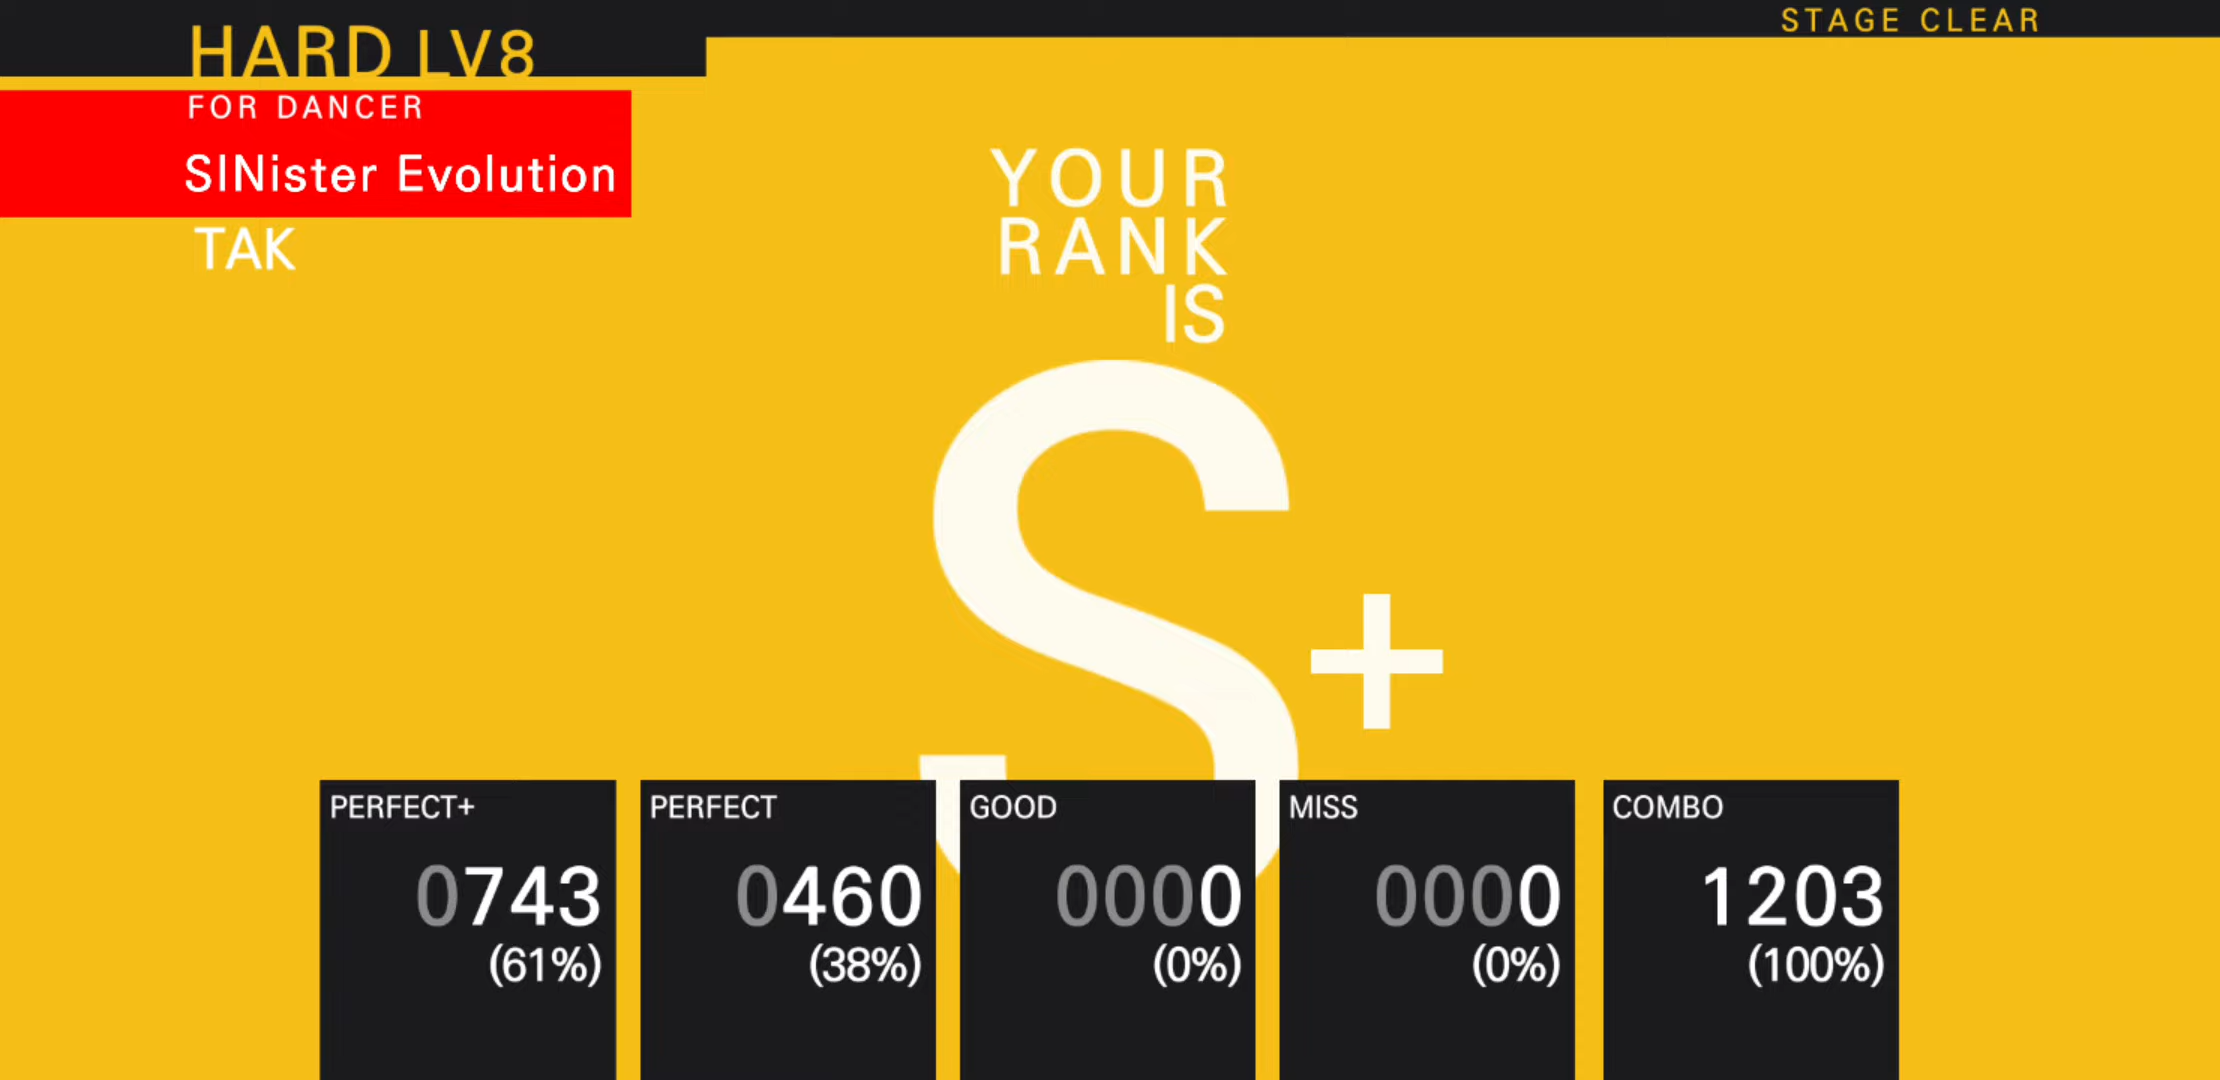 HARD LV8
STAGE CLEAR
FOR DANCER
SINister Evolution
TAK
YOUR
RANK
IS
S+
PERFECT+
0743
(61%)
PERFECT
0460
(38%)
GOOD
0000
(0%)
MISS
0000
(0%)
COMBO
1203
(100%)